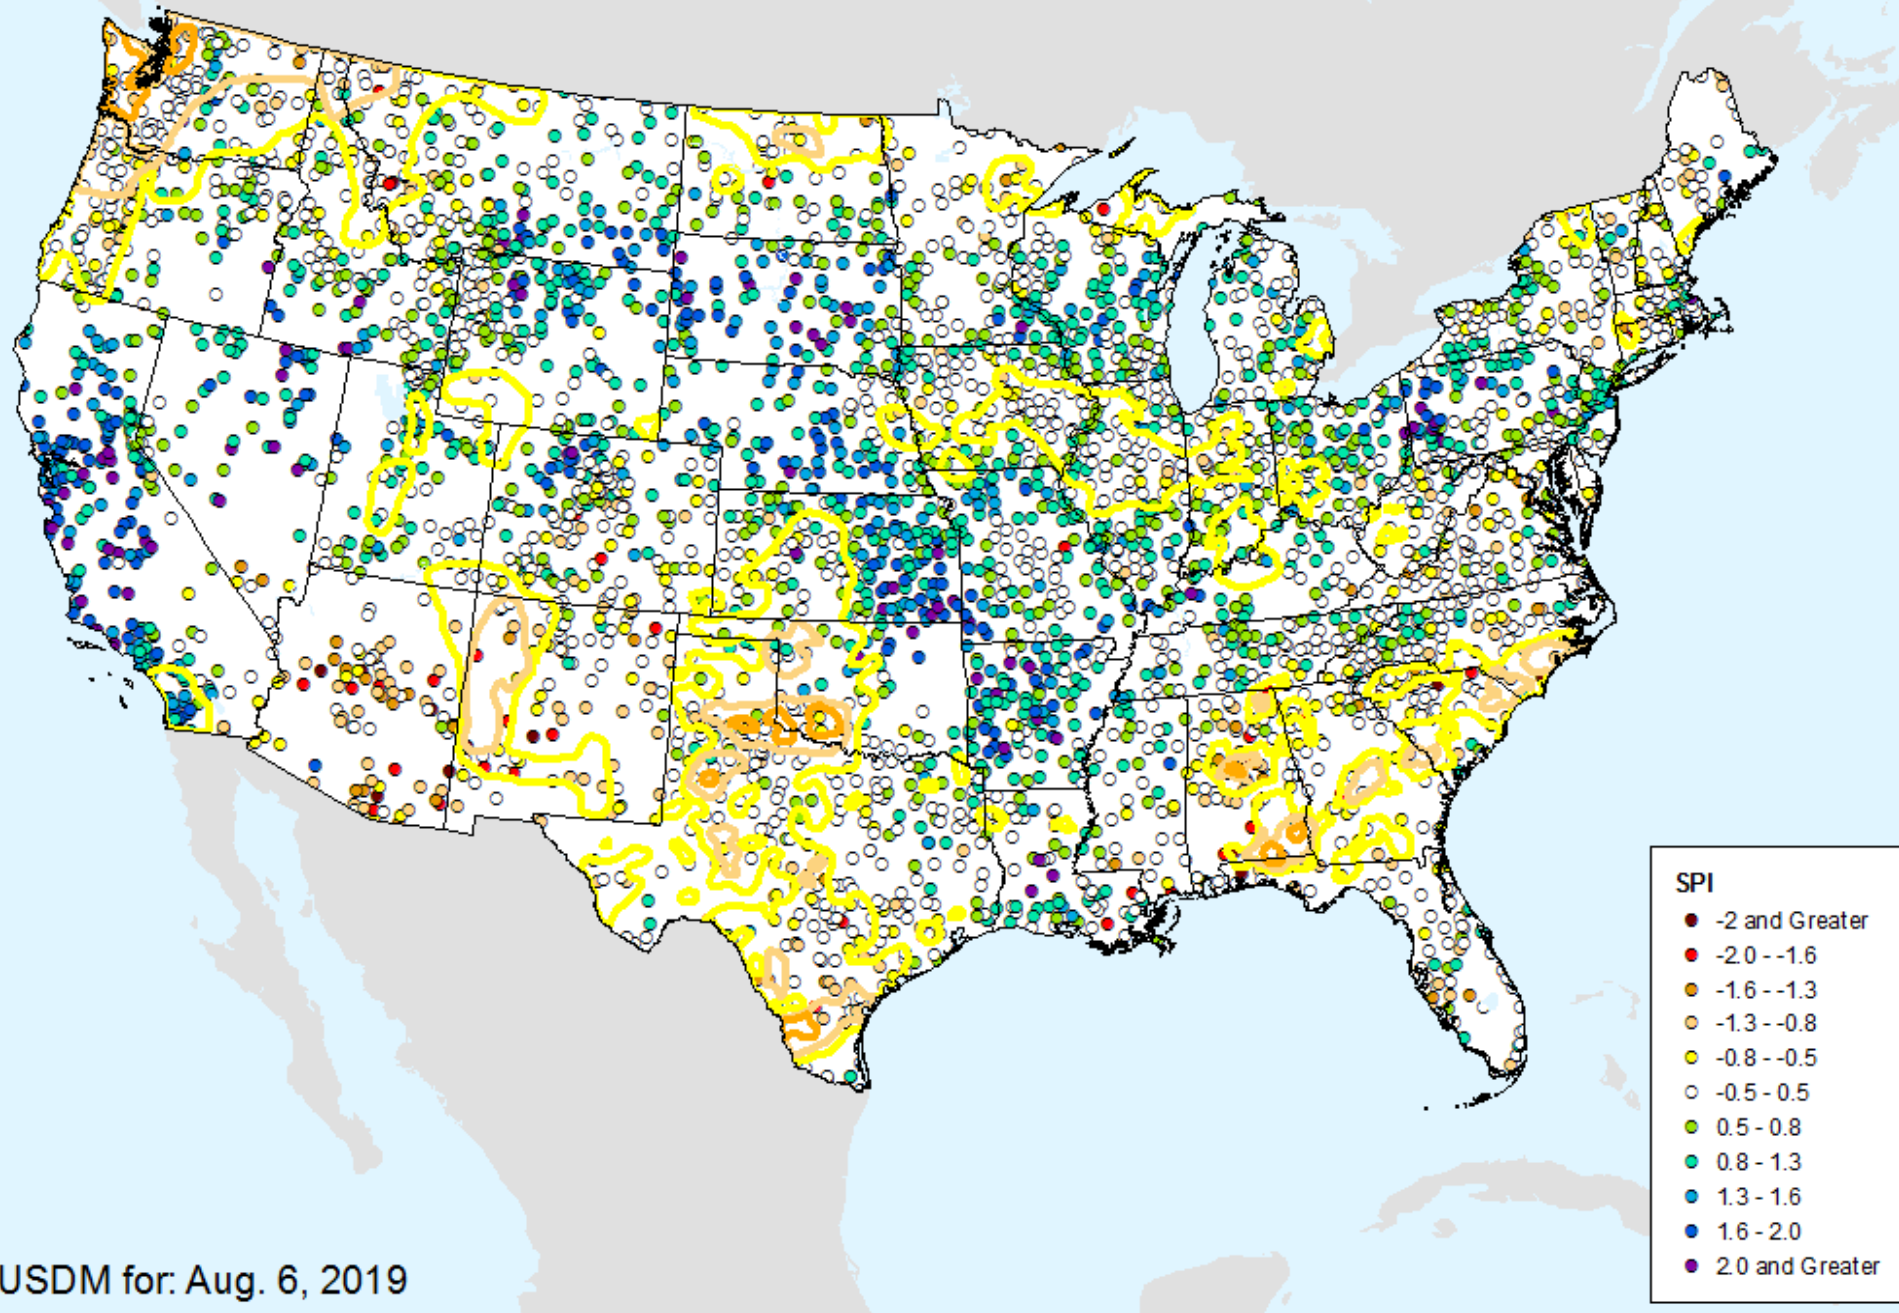 SPI
-2 and Greater
-2.0 - -1.6
-1.6 - -1.3
-1.3 - -0.8
-0.8 - -0.5
-0.5 - 0.5
0.5 - 0.8
0.8 - 1.3
1.3 - 1.6
1.6 - 2.0
2.0 and Greater
USDM for: Aug. 6, 2019